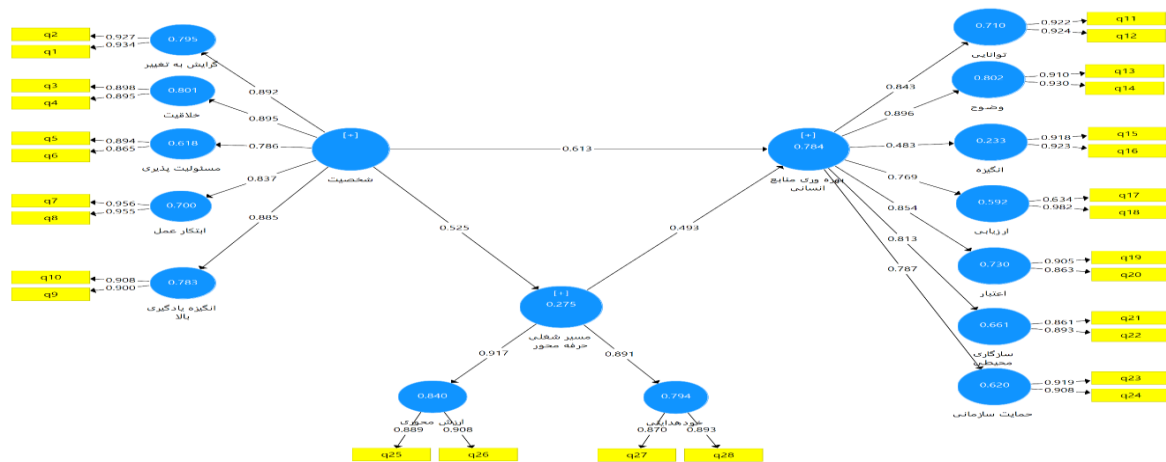 q2
q1
0.927
0.934
0.795
گرایش به تغییر
q3
q4
0.898
0.895
0.801
خلاقیت
q5
q6
0.894
0.865
0.618
مسئولیت پذیری
q7
q8
0.956
0.955
0.700
ابتکار عمل
q10
q9
0.908
0.900
0.783
انگیزه یادگیری
بالا
0.892
0.895
0.786
0.837
0.885
[+]
شخصیت
0.613
0.525
0.493
[+]
0.275
مسیر شغلی
حرفه محور
0.917
0.891
0.840
ارزش محوری
0.889
0.908
q25
q26
0.794
خودهدایتی
0.870
0.893
q27
q28
[+]
0.784
بهره وری منابع
انسانی
0.843
0.896
0.483
0.769
0.854
0.813
0.787
0.710
توانایی
0.922
0.924
q11
q12
0.802
وضوح
0.910
0.930
q13
q14
0.233
انگیزه
0.918
0.923
q15
q16
0.592
ارزیابی
0.634
0.982
q17
q18
0.730
اعتبار
0.905
0.863
q19
q20
0.661
سازگاری
محیطی
0.861
0.893
q21
q22
0.620
حمایت سازمانی
0.919
0.908
q23
q24